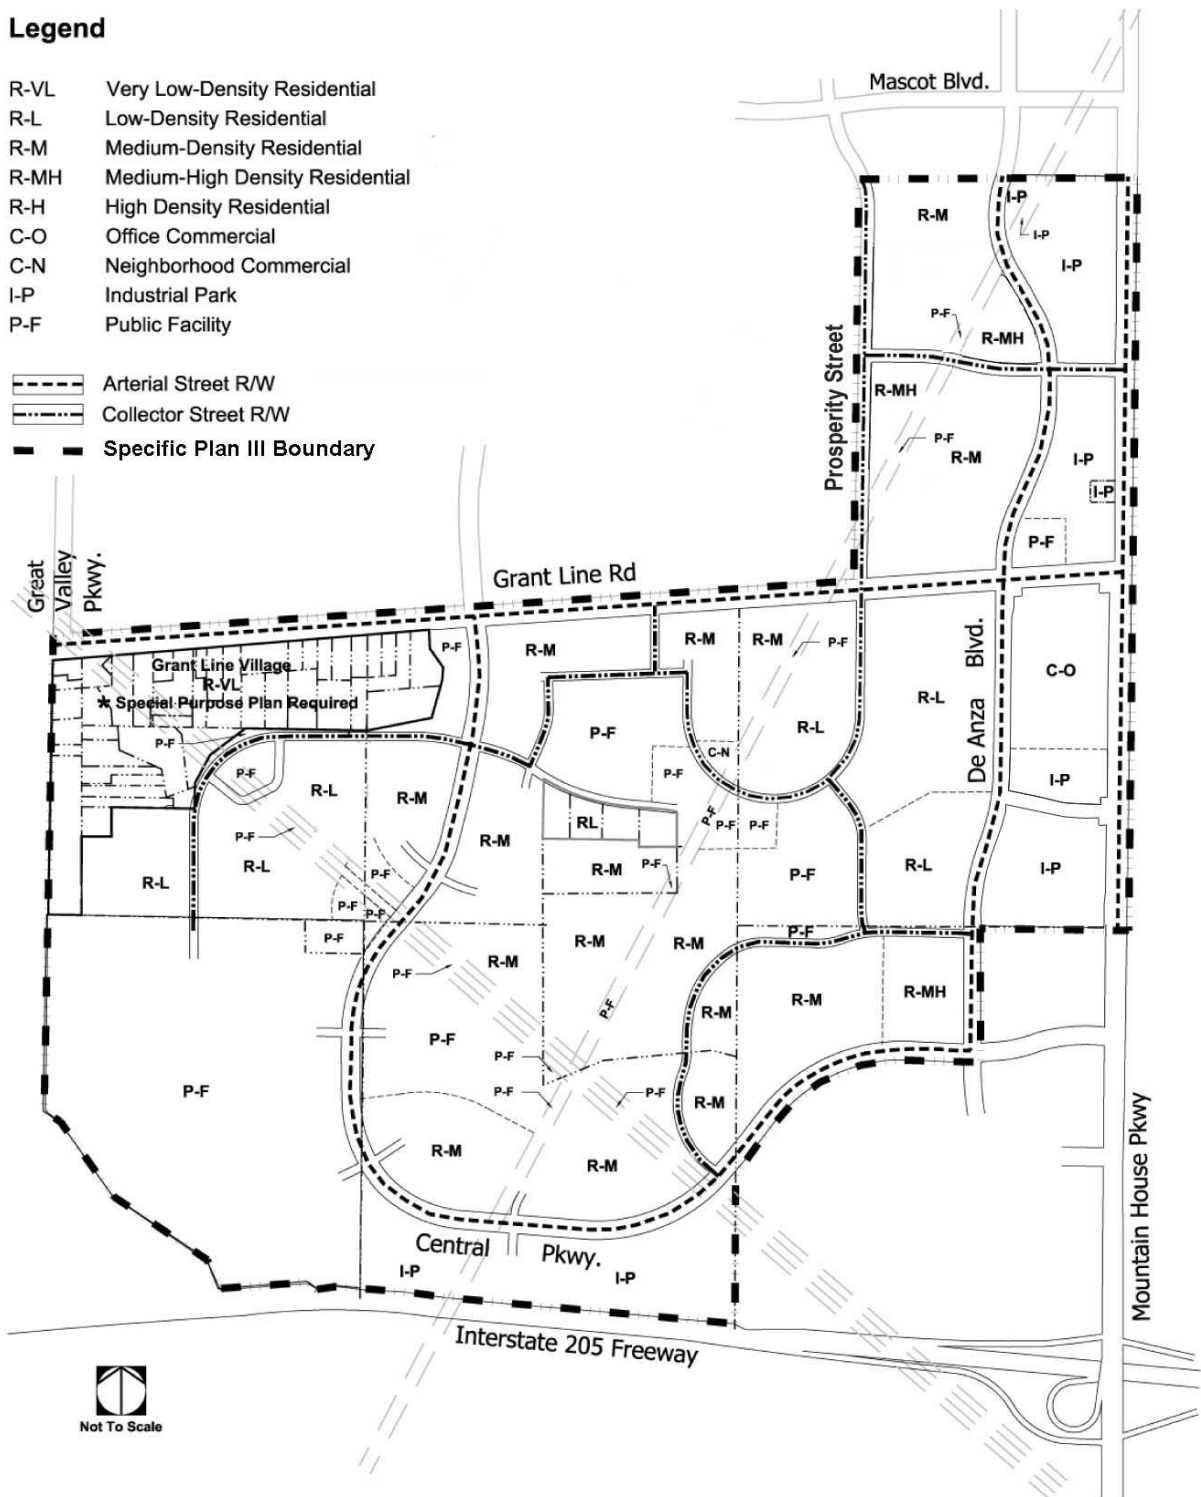 Legend
R-VL Very Low-Density Residential
R-L Low-Density Residential
R-M Medium-Density Residential
R-MH Medium-High Density Residential
R-H High Density Residential
C-O Office Commercial
C-N Neighborhood Commercial
I-P Industrial Park
P-F Public Facility
Arterial Street R/W
Collector Street R/W
Specific Plan III Boundary
Mascot Blvd.
I-P
R-M
I-P
I-P
P-F
R-MH
Prosperity Street
R-MH
P-F
R-M
I-P
I-P
P-F
Great
Valley
Pkwy.
Grant Line Rd
P-F
R-M
R-M
R-M
P-F
De Anza Blvd.
Grant Line Village
R-VL
* Special Purpose Plan Required
C-O
R-L
R-L
P-F
P-F
C-N
P-F
P-F
I-P
R-L
R-M
P-F
P-F
P-F
RL
P-F
R-M
R-L
R-L
R-M
P-F
P-F
P-F
R-L
I-P
P-F
P-F
P-F
P-F
R-M
R-M
R-M
P-F
R-MH
R-M
P-F
R-M
P-F
P-F
P-F
P-F
P-F
R-M
R-M
R-M
Mountain House Pkwy
Central Pkwy.
I-P
I-P
Interstate 205 Freeway
Not To Scale